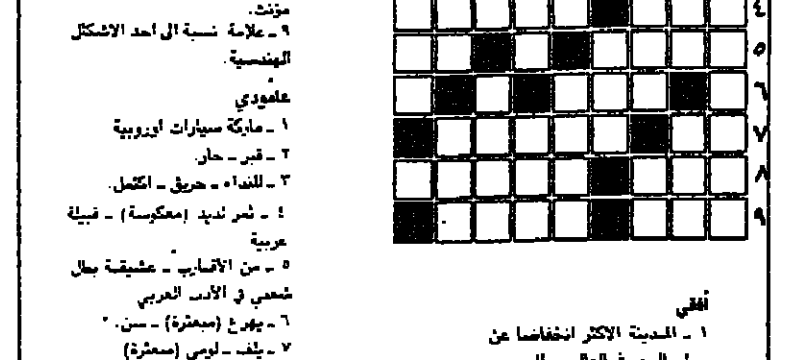 ٤
٥
٦
٧
٨
٩
أفقي
١ ـ المدينة الاكثر انخفاضا عن
مؤنث.
٩ ـ علامة نسبة الى احد الاشكال
الهندسية.
عامودي
١ ـ ماركة سيارات اوروبية
٢ ـ قبر ـ حار.
٣ ـ للنداء ـ حريق ـ اكتمل.
٤ ـ ثمر لذيذ (معكوسة) ـ قبيلة
عربية
٥ ـ من الأقارب ـ عشيقة بطل
شعبي في الأدب العربي
٦ ـ يهرع (مبعثرة) ـ سن.
٧ ـ يلف ـ لومي (مبعثرة)